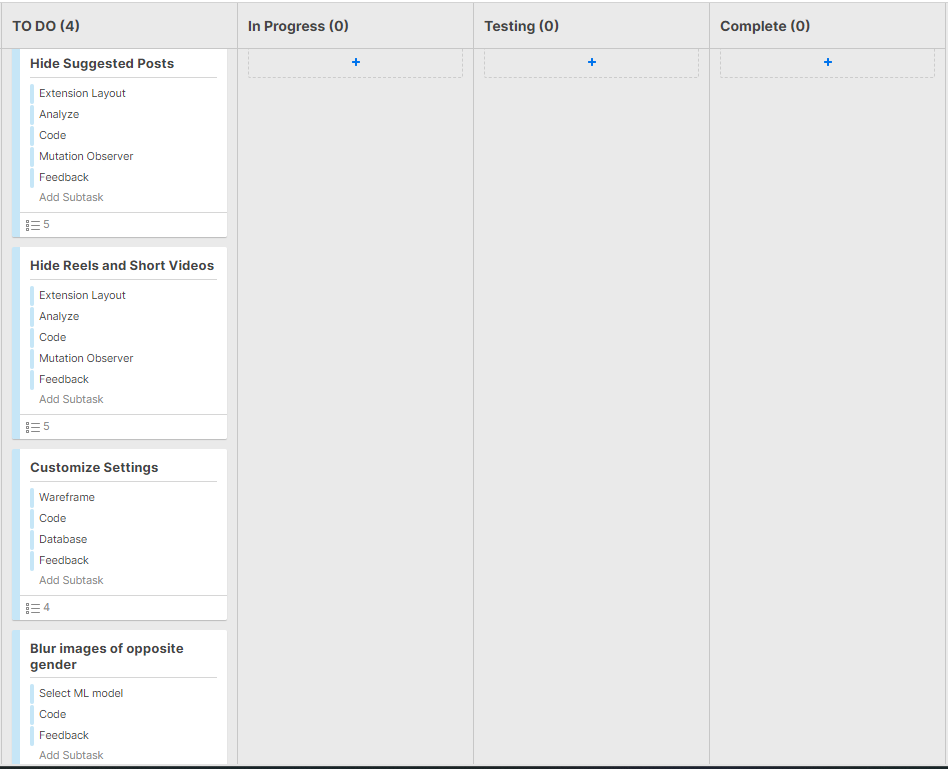 TO DO (4)
In Progress (0)
Testing (0)
Complete (0)
Hide Suggested Posts
Extension Layout
Analyze
Code
Mutation Observer
Feedback
Add Subtask
5
Hide Reels and Short Videos
Extension Layout
Analyze
Code
Mutation Observer
Feedback
Add Subtask
5
Customize Settings
Wareframe
Code
Database
Feedback
Add Subtask
4
Blur images of opposite
gender
Select ML model
Code
Feedback
Add Subtask
+
+
+